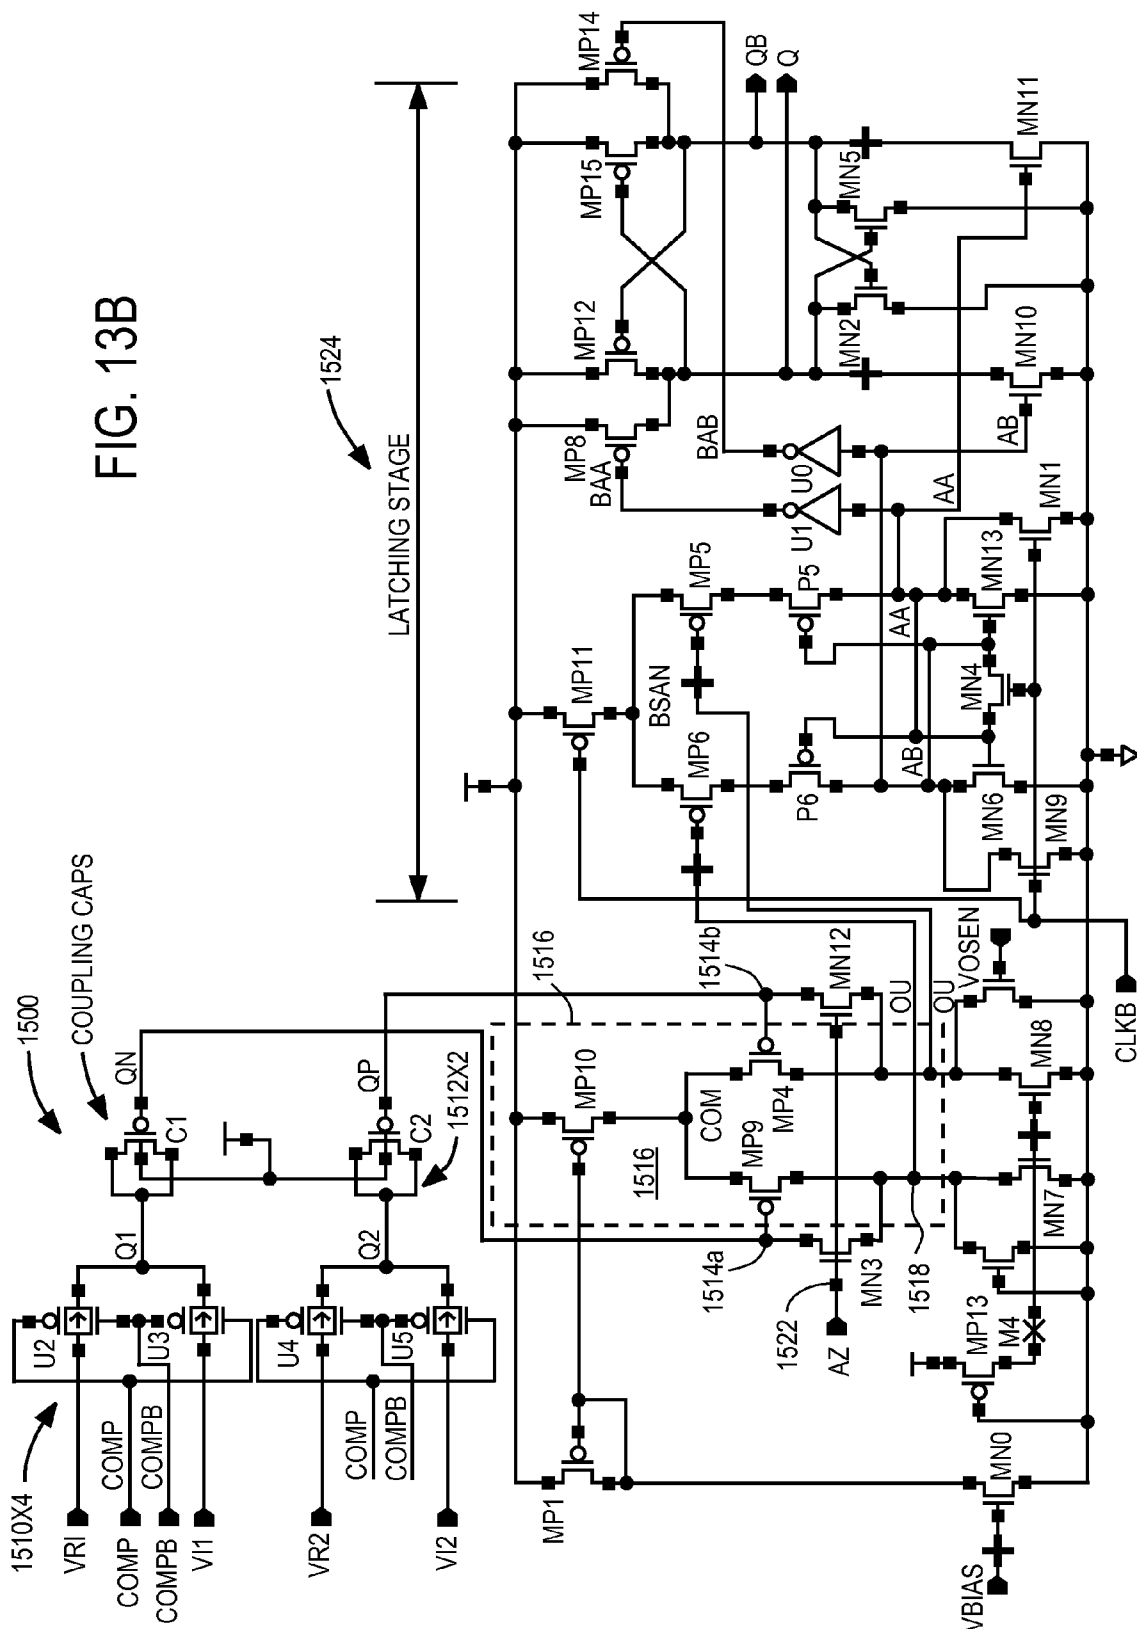 FIG. 13B
1524
LATCHING STAGE
1500
COUPLING CAPS
QN
C1
QP
C2
1512X2
1510X4
Q1
Q2
U2
U3
U4
U5
VRI
COMP
COMPB
VI1
COMP
COMPB
VR2
COMP
COMPB
VI2
MP14
MP15
MP12
MP8
BAA
BAB
U0
U1
QB
Q
MN5
MN2
MN11
MN10
AB
AA
MN1
MP11
BSAN
MP5
MP6
P5
P6
AA
AB
MN13
MN4
MN6
MN9
1516
1514b
MP10
COM
MP4
MP9
1516
MN12
OU
OU
VOSEN
MN8
CLKB
1514a
1522
AZ
MN3
1518
MN7
MP13
M4
MP1
MN0
VBIAS